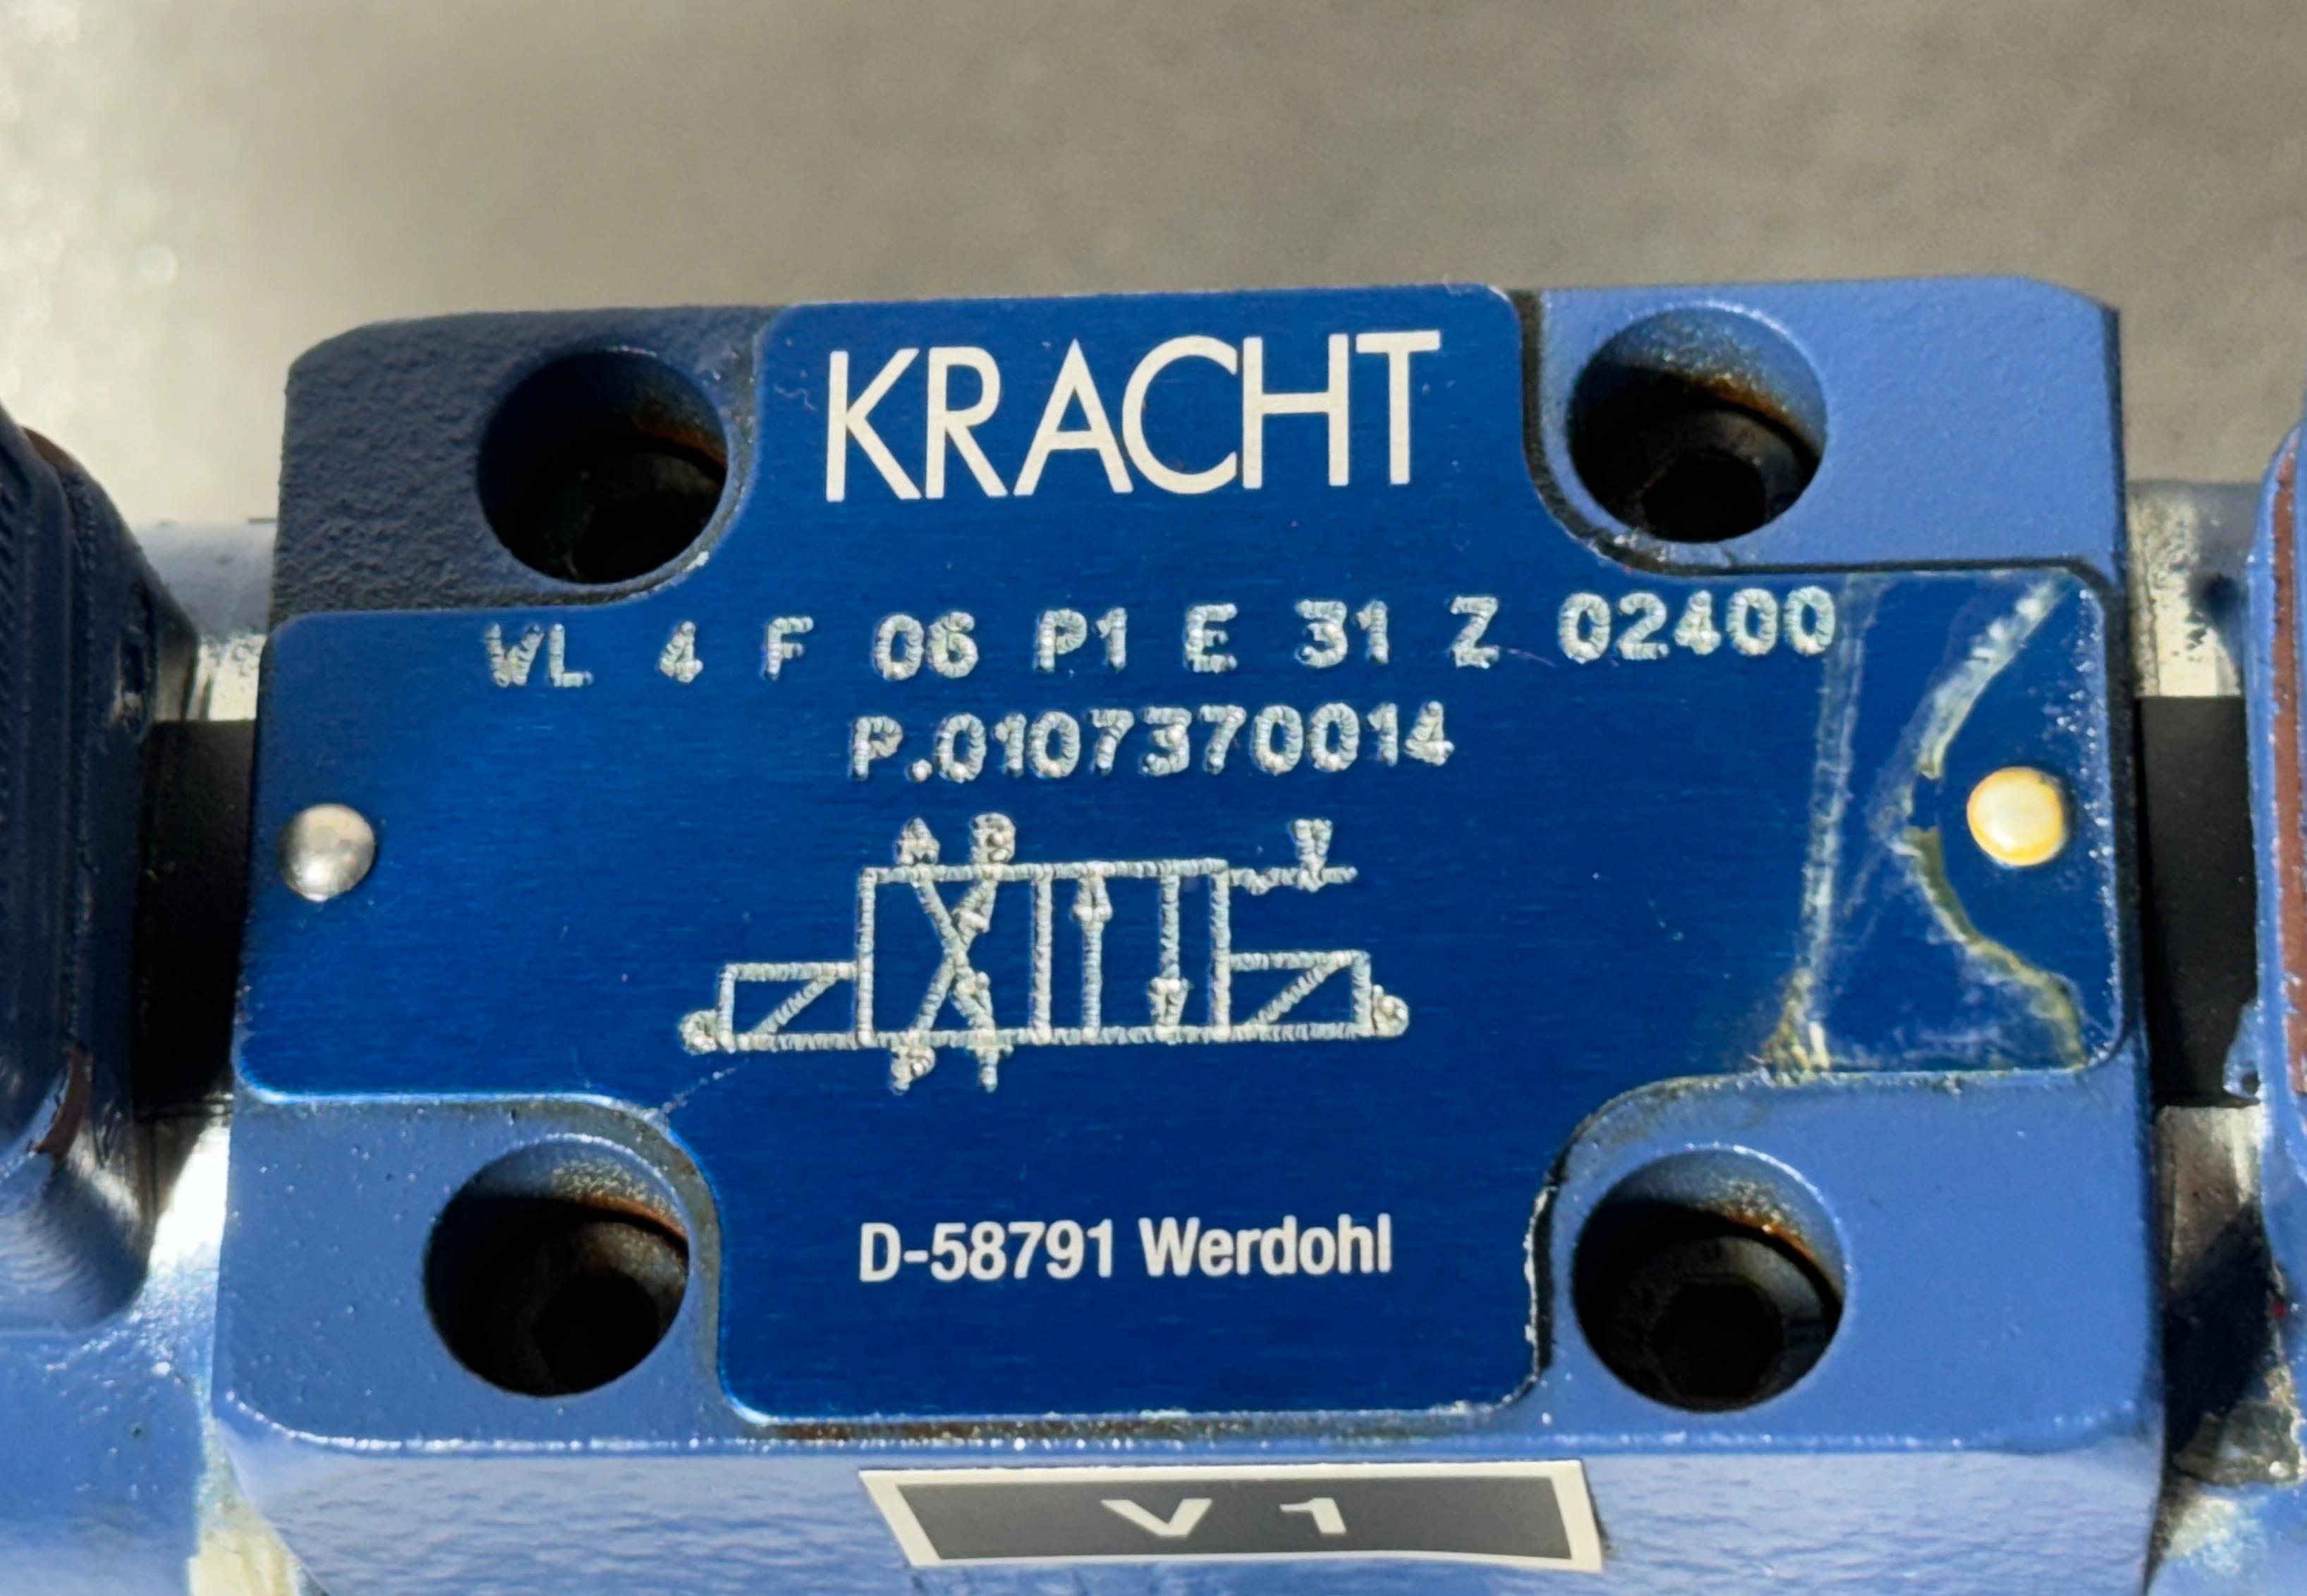 KRACHT
WL 4 F 06 P1 E 31 Z 02400
P.0107370014
A B
a b
P T
D-58791 Werdohl
V 1